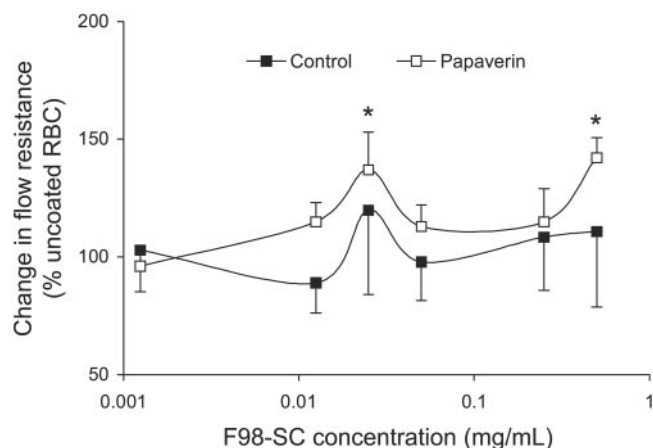 200
Control
Papaverin
*
*
150
Change in flow resistance
(% uncoated RBC)
100
50
0.001
0.01
0.1
1
F98-SC concentration (mg/mL)